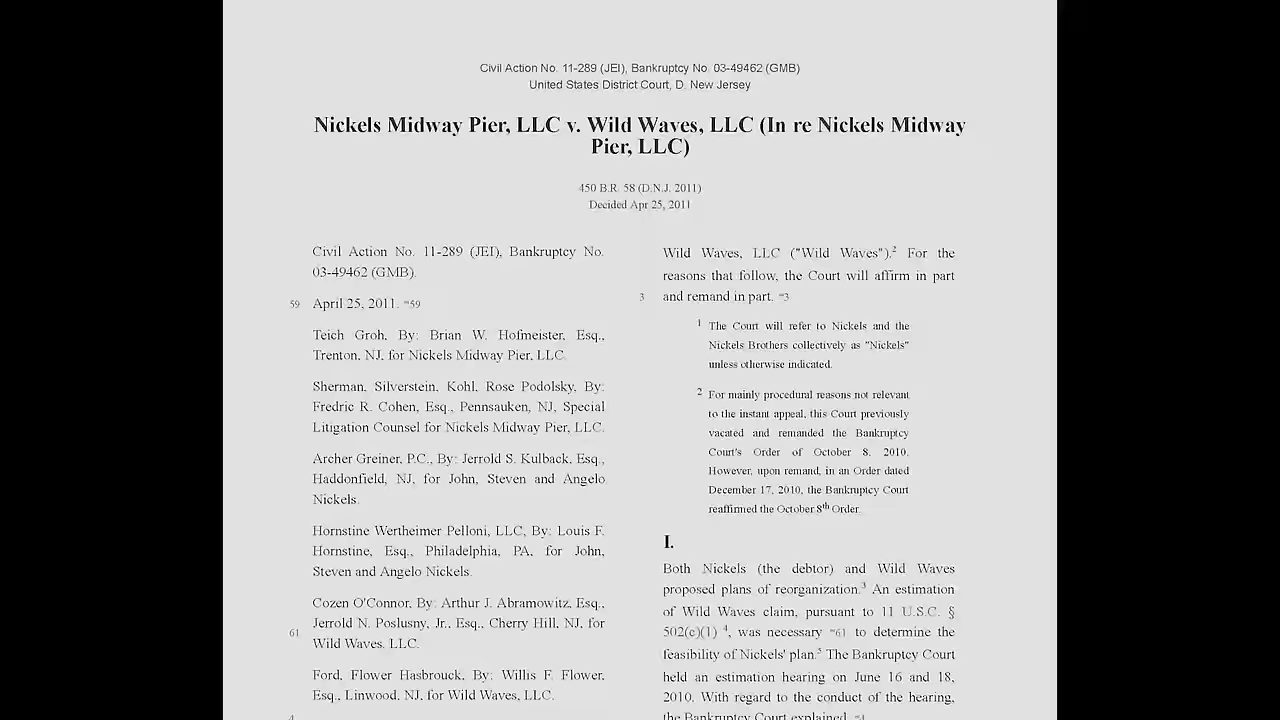 Civil Action No. 11-289 (JEI), Bankruptcy No. 03-49462 (GMB)
United States District Court, D. New Jersey
Nickels Midway Pier, LLC v. Wild Waves, LLC (In re Nickels Midway
Pier, LLC)
450 B.R. 58 (D.N.J. 2011)
Decided Apr 25, 2011
Civil Action No. 11-289 (JEI), Bankruptcy No.
03-49462 (GMB).
59 April 25, 2011. *59
Teich Groh, By: Brian W. Hofmeister, Esq.,
Trenton, NJ, for Nickels Midway Pier, LLC.
Sherman, Silverstein, Kohl, Rose Podolsky, By:
Fredric R. Cohen, Esq., Pennsauken, NJ, Special
Litigation Counsel for Nickels Midway Pier, LLC.
Archer Greiner, P.C., By: Jerrold S. Kulback, Esq.,
Haddonfield, NJ, for John, Steven and Angelo
Nickels.
Hornstine Wertheimer Pelloni, LLC, By: Louis F.
Hornstine, Esq., Philadelphia, PA, for John,
Steven and Angelo Nickels.
Cozen O'Connor, By: Arthur J. Abramowitz, Esq.,
Jerrold N. Poslusny, Jr., Esq., Cherry Hill, NJ, for
61
Wild Waves. LLC.
Ford, Flower Hasbrouck, By: Willis F. Flower,
Esq., Linwood, NJ, for Wild Waves, LLC.
4
Wild Waves, LLC ("Wild Waves").2 For the
reasons that follow, the Court will affirm in part
3 and remand in part. *3
1 The Court will refer to Nickels and the
Nickels Brothers collectively as "Nickels"
unless otherwise indicated.
2 For mainly procedural reasons not relevant
to the instant appeal, this Court previously
vacated and remanded the Bankruptcy
Court's Order of October 8, 2010.
However, upon remand, in an Order dated
December 17, 2010, the Bankruptcy Court
reaffirmed the October 8th Order.
I.
Both Nickels (the debtor) and Wild Waves
proposed plans of reorganization.3 An estimation
of Wild Waves claim, pursuant to 11 U.S.C. §
502(c)(1) 4, was necessary *61 to determine the
feasibility of Nickels' plan.5 The Bankruptcy Court
held an estimation hearing on June 16 and 18,
2010. With regard to the conduct of the hearing,
the Bankruptcy Court explained, *4